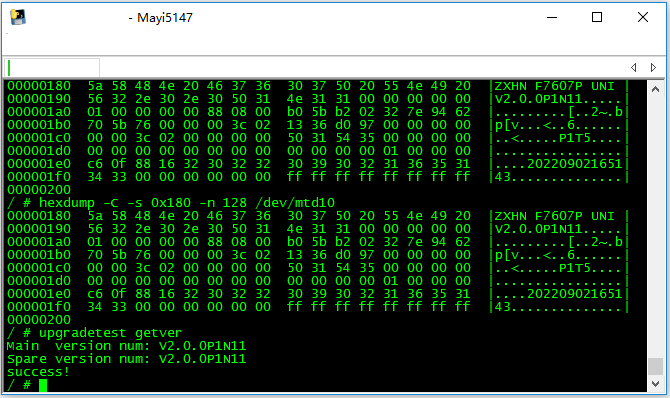 - Mayi5147
00000180  5a 58 48 4e 20 46 37 36  30 37 50 20 55 4e 49 20  |ZXHN F7607P UNI |
00000190  56 32 2e 30 2e 30 50 31  4e 31 31 00 00 00 00 00  |V2.0.0P1N11.....|
000001a0  01 00 00 00 00 88 08 00  b0 5b b2 02 32 7e 94 62  |.........[..2~.b|
000001b0  70 5b 76 00 00 00 3c 02  13 36 d0 97 00 00 00 00  |p[v...<..6......|
000001c0  00 00 3c 02 00 00 00 00  50 31 54 35 00 00 00 00  |..<.....P1T5....|
000001d0  00 00 00 00 00 00 00 00  00 00 00 00 01 00 00 00  |................|
000001e0  c6 0f 88 16 32 30 32 32  30 39 30 32 31 36 35 31  |....202209021651|
000001f0  34 33 00 00 00 00 00 00  ff ff ff ff ff ff ff ff  |43..............|
00000200
/ # hexdump -C -s 0x180 -n 128 /dev/mtd10
00000180  5a 58 48 4e 20 46 37 36  30 37 50 20 55 4e 49 20  |ZXHN F7607P UNI |
00000190  56 32 2e 30 2e 30 50 31  4e 31 31 00 00 00 00 00  |V2.0.0P1N11.....|
000001a0  01 00 00 00 00 88 08 00  b0 5b b2 02 32 7e 94 62  |.........[..2~.b|
000001b0  70 5b 76 00 00 00 3c 02  13 36 d0 97 00 00 00 00  |p[v...<..6......|
000001c0  00 00 3c 02 00 00 00 00  50 31 54 35 00 00 00 00  |..<.....P1T5....|
000001d0  00 00 00 00 00 00 00 00  00 00 00 00 01 00 00 00  |................|
000001e0  c6 0f 88 16 32 30 32 32  30 39 30 32 31 36 35 31  |....202209021651|
000001f0  34 33 00 00 00 00 00 00  ff ff ff ff ff ff ff ff  |43..............|
00000200
/ # upgradetest getver
Main  version num: V2.0.0P1N11
Spare version num: V2.0.0P1N11
success!
/ #